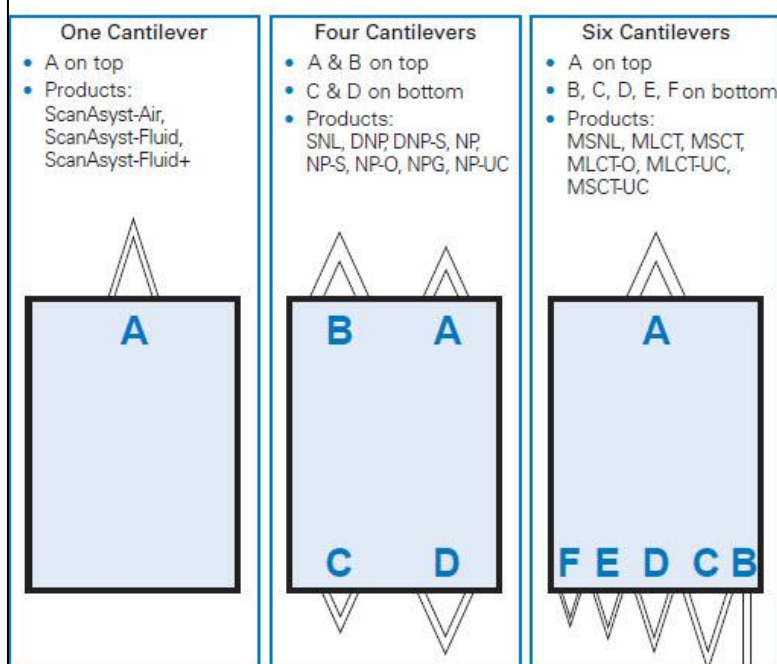 One Cantilever
• A on top
• Products:
ScanAsyst-Air,
ScanAsyst-Fluid,
ScanAsyst-Fluid+
A
Four Cantilevers
• A & B on top
• C & D on bottom
• Products:
SNL, DNP, DNP-S, NP,
NP-S, NP-O, NPG, NP-UC
B A
C D
Six Cantilevers
• A on top
• B, C, D, E, F on bottom
• Products:
MSNL, MLCT, MSCT,
MLCT-O, MLCT-UC,
MSCT-UC
A
F E D C B